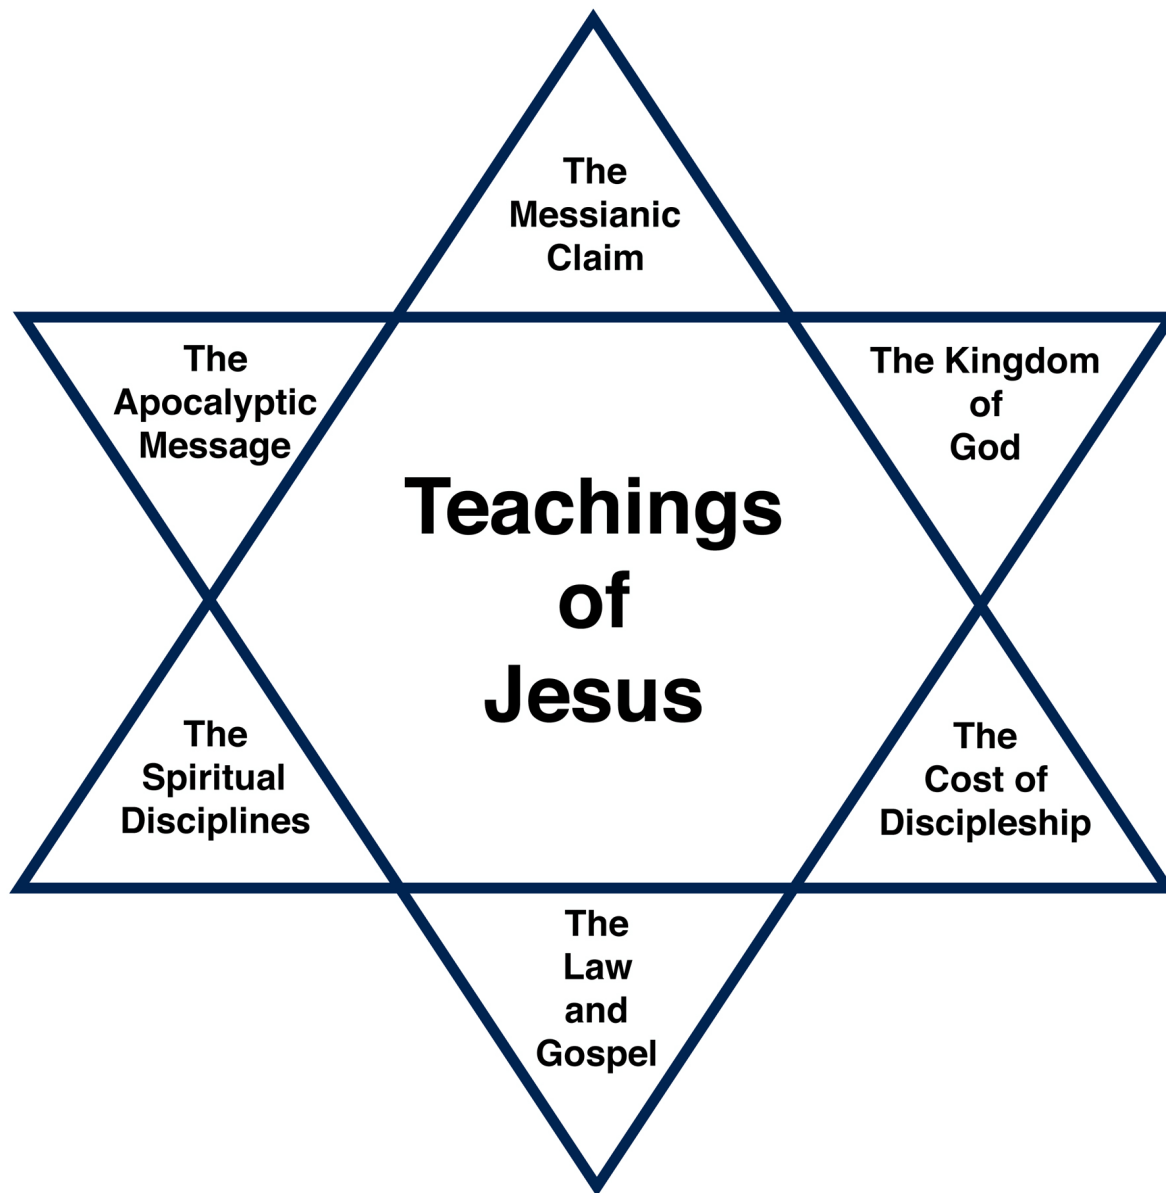 The
Messianic
Claim
The
Apocalyptic
Message
The Kingdom
of
God
Teachings
of
Jesus
The
Spiritual
Disciplines
The
Cost of
Discipleship
The
Law
and
Gospel